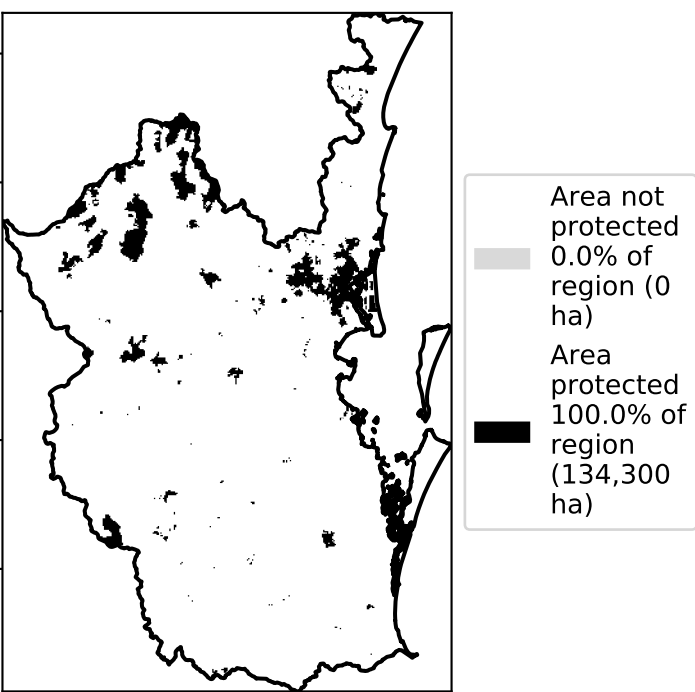 Area not
protected
0.0% of
region (0
ha)
Area
protected
100.0% of
region
(134,300
ha)